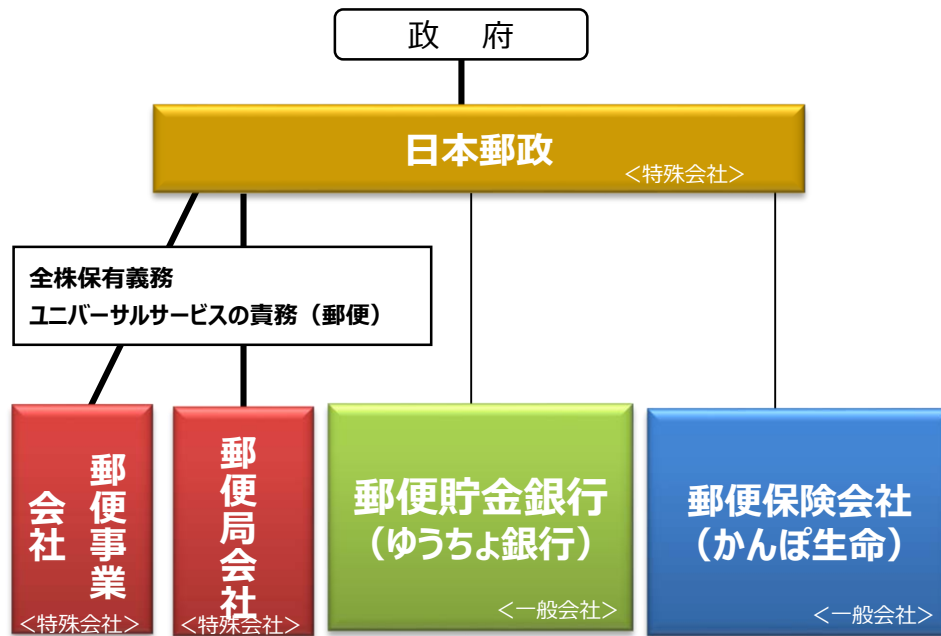 政　府
日本郵政
＜特殊会社＞
全株保有義務
ユニバーサルサービスの責務（郵便）
郵便事業
会社
＜特殊会社＞
郵便局会社
＜特殊会社＞
郵便貯金銀行
（ゆうちょ銀行）
＜一般会社＞
郵便保険会社
（かんぽ生命）
＜一般会社＞